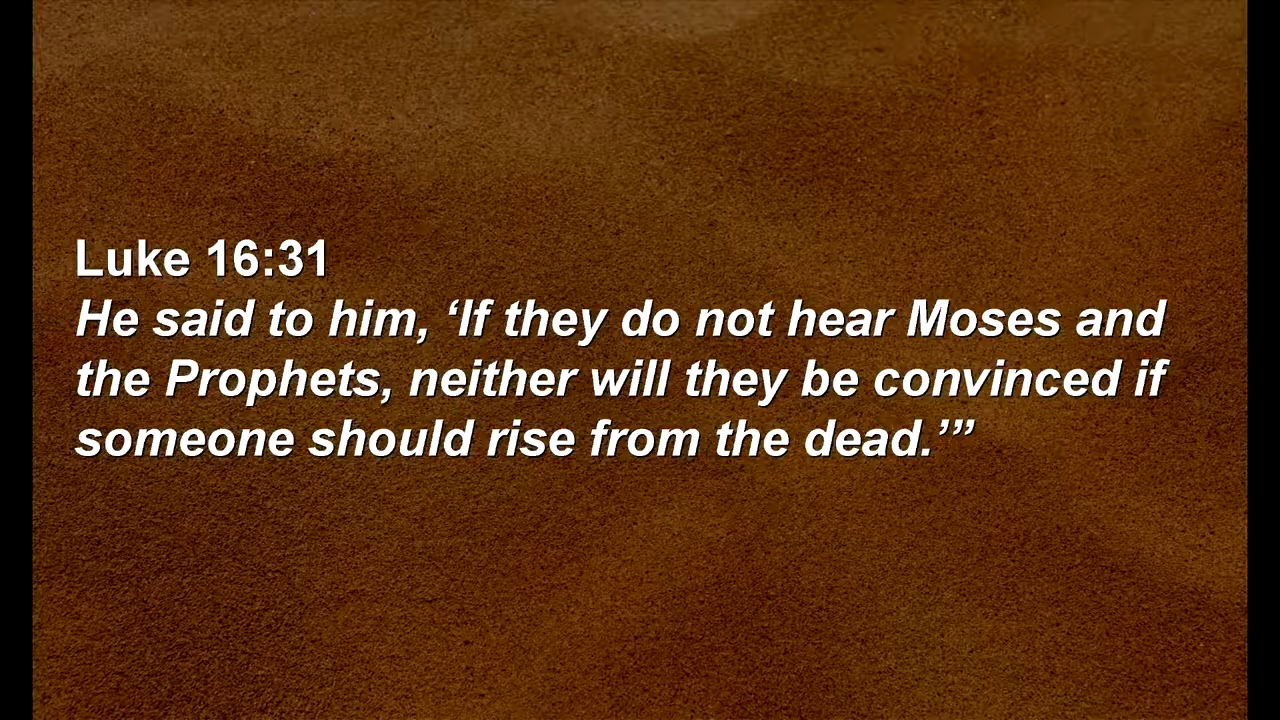 Luke 16:31
He said to him, ‘If they do not hear Moses and
the Prophets, neither will they be convinced if
someone should rise from the dead.’”